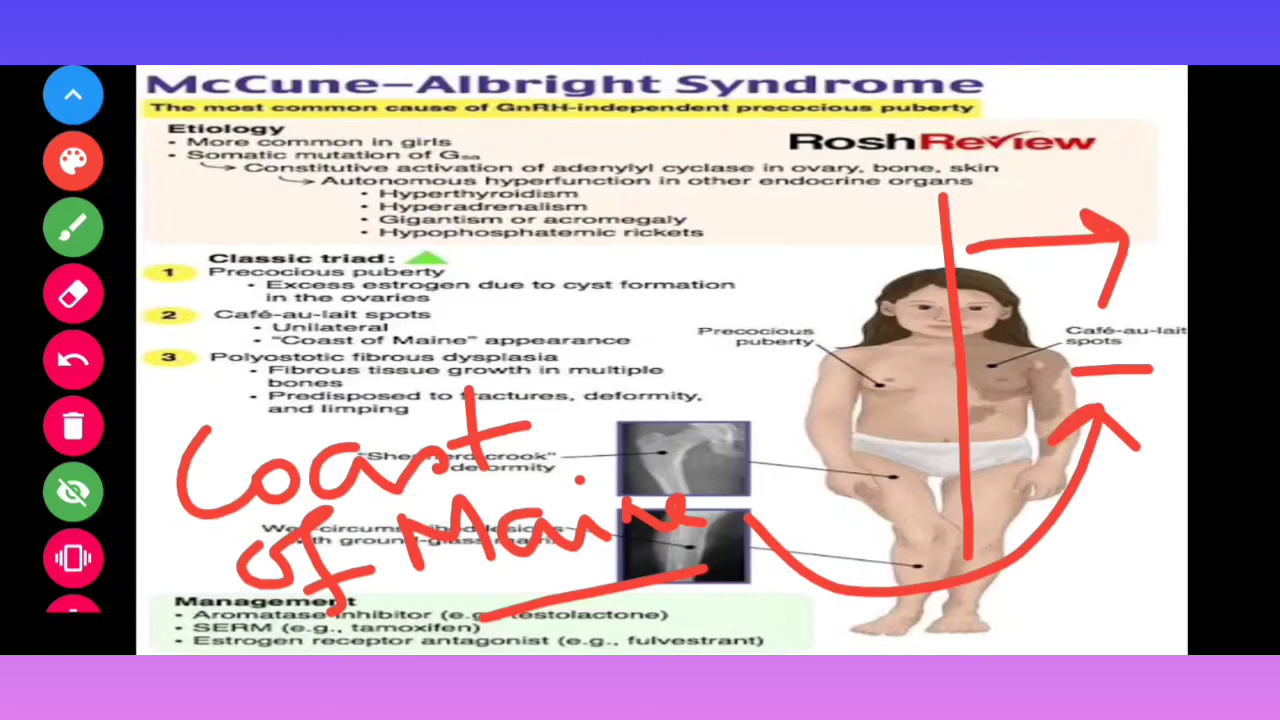 McCune–Albright Syndrome
The most common cause of GnRH-independent precocious puberty
Etiology
• More common in girls
• Somatic mutation of G
Constitutive activation of adenylyl cyclase in ovary, bone, skin
Autonomous hyperfunction in other endocrine organs
• Hyperthyroidism
• Hyperadrenalism
• Gigantism or acromegaly
• Hypophosphatemic rickets
RoshReview
Classic triad:
1 Precocious puberty
• Excess estrogen due to cyst formation
in the ovaries
2 Café-au-lait spots
• Unilateral
• "Coast of Maine" appearance
3 Polyostotic fibrous dysplasia
• Fibrous tissue growth in multiple
bones
• Predisposed to fractures, deformity,
and limping
Precocious
puberty
Café-au-lait
spots
crook"
deformity
with ground-glass
Coast
of Maine
Management
• Aromatase inhibitor (e.g., testolactone)
• SERM (e.g., tamoxifen)
• Estrogen receptor antagonist (e.g., fulvestrant)